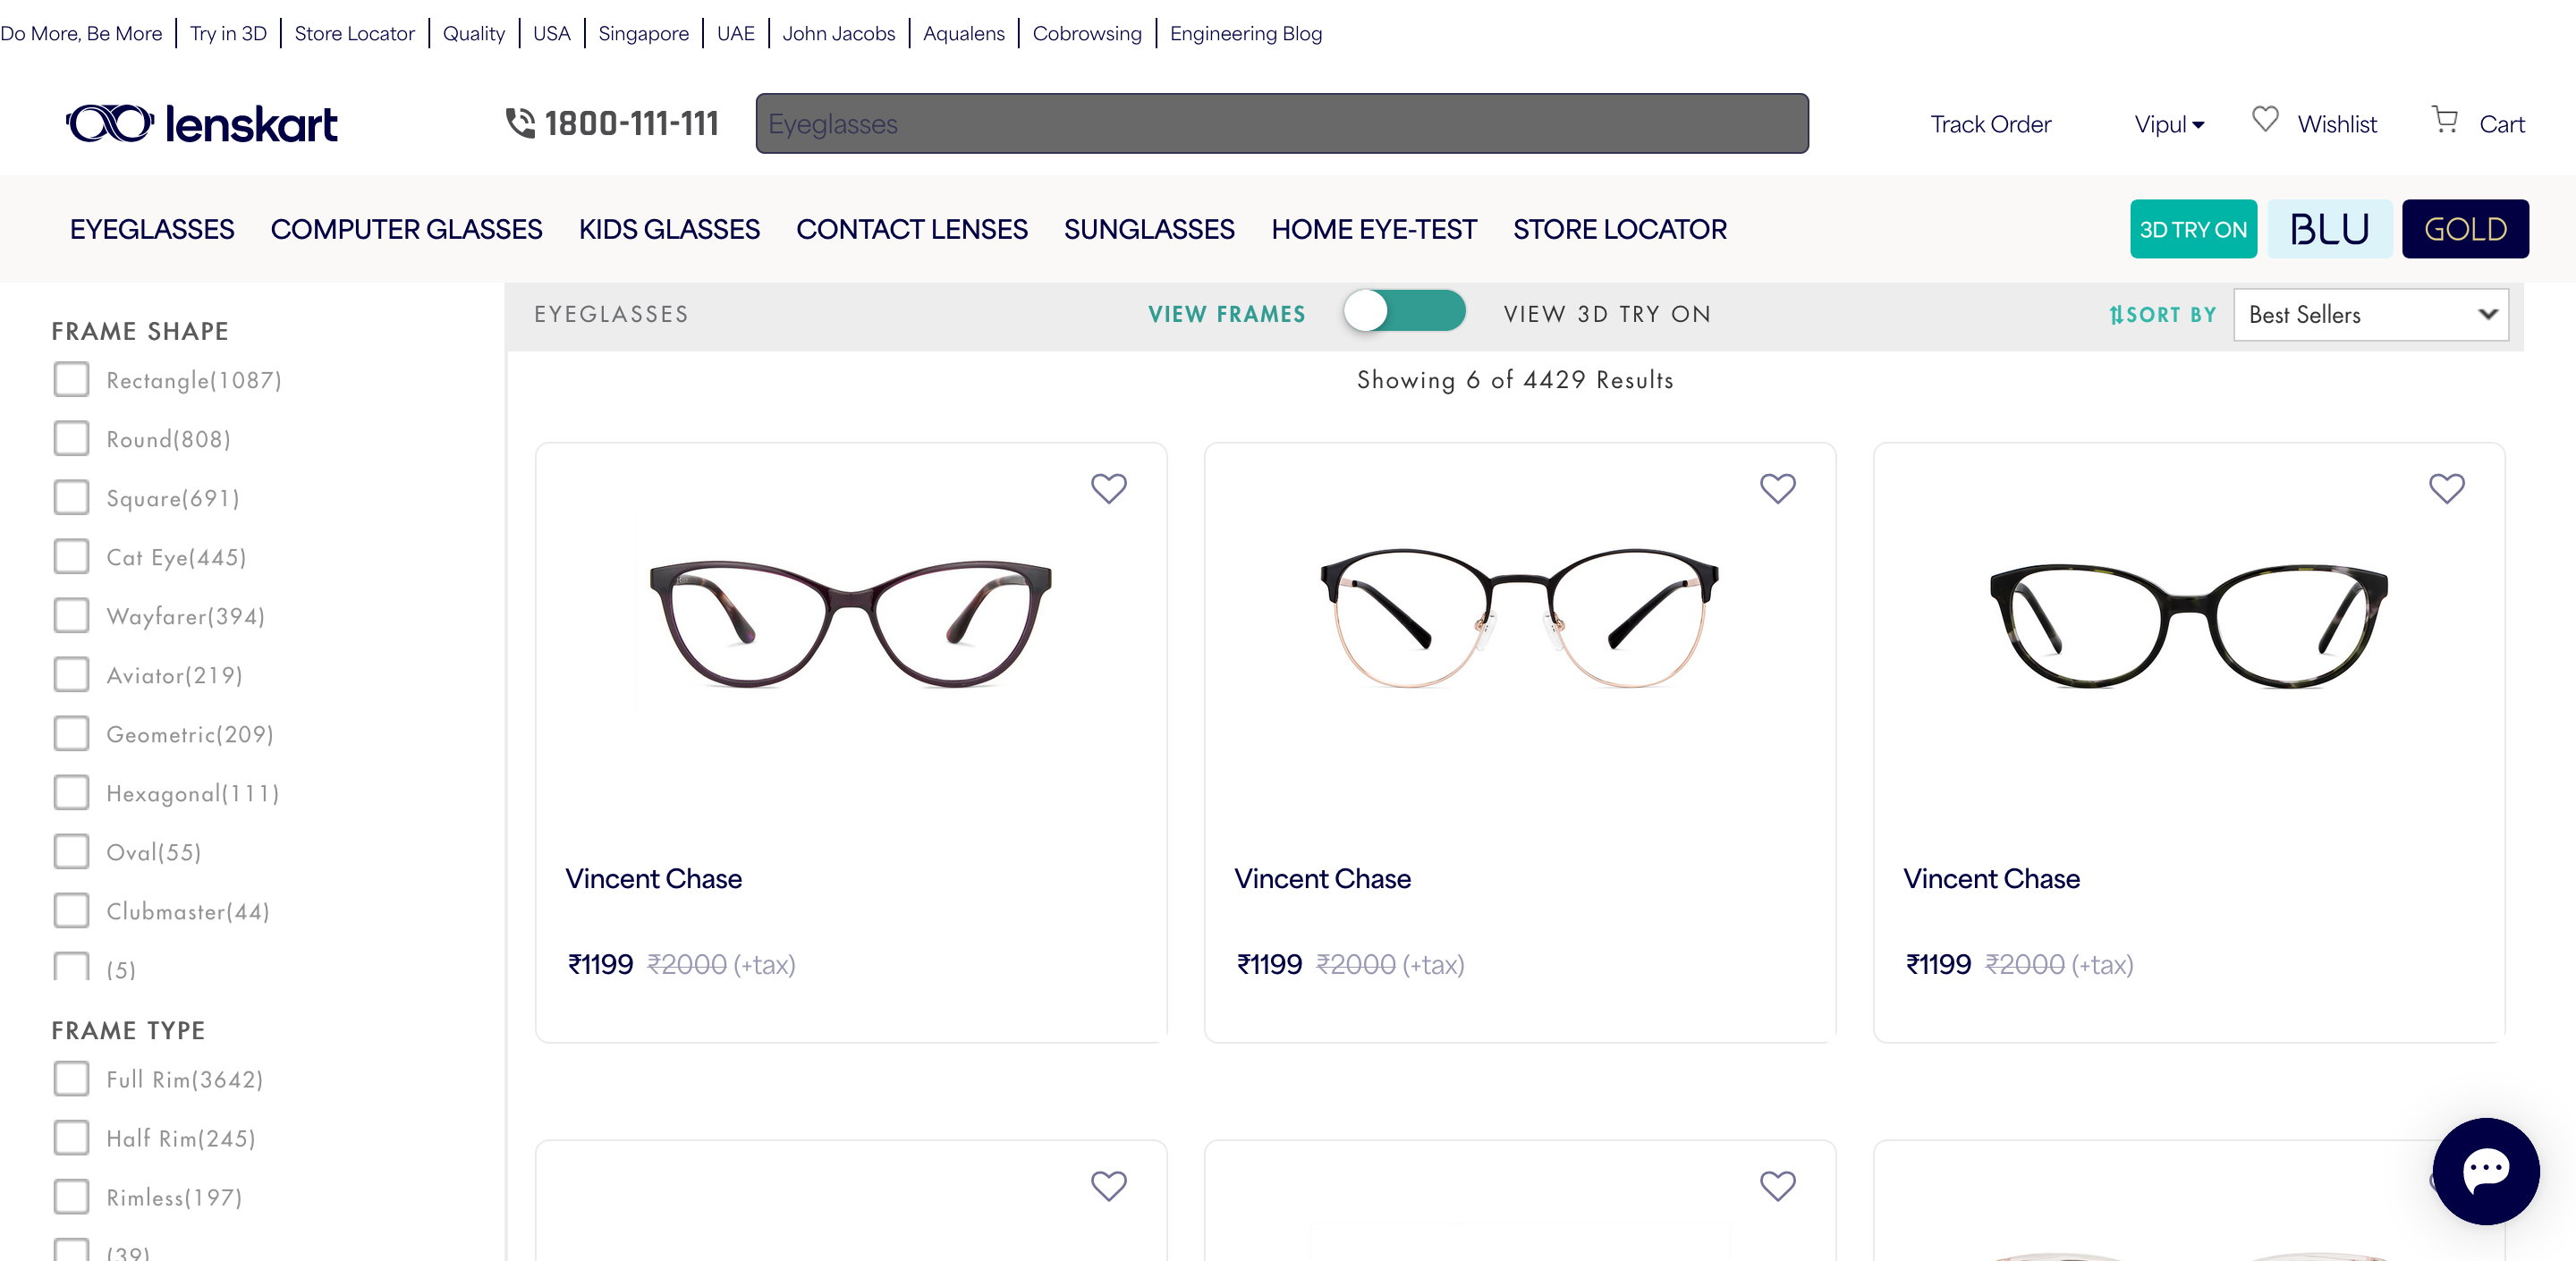 Do More, Be More | Try in 3D | Store Locator | Quality | USA | Singapore | UAE | John Jacobs | Aqualens | Cobrowsing | Engineering Blog
lenskart
1800-111-111
Eyeglasses
Track Order
Vipul
Wishlist
Cart
EYEGLASSES COMPUTER GLASSES KIDS GLASSES CONTACT LENSES SUNGLASSES HOME EYE-TEST STORE LOCATOR
3D TRY ON
BLU
GOLD
FRAME SHAPE
Rectangle(1087)
Round(808)
Square(691)
Cat Eye(445)
Wayfarer(394)
Aviator(219)
Geometric(209)
Hexagonal(111)
Oval(55)
Clubmaster(44)
(5)
FRAME TYPE
Full Rim(3642)
Half Rim(245)
Rimless(197)
(39)
EYEGLASSES
VIEW FRAMES
VIEW 3D TRY ON
⇅SORT BY
Best Sellers
Showing 6 of 4429 Results
Vincent Chase
₹1199 ₹2000 (+tax)
Vincent Chase
₹1199 ₹2000 (+tax)
Vincent Chase
₹1199 ₹2000 (+tax)